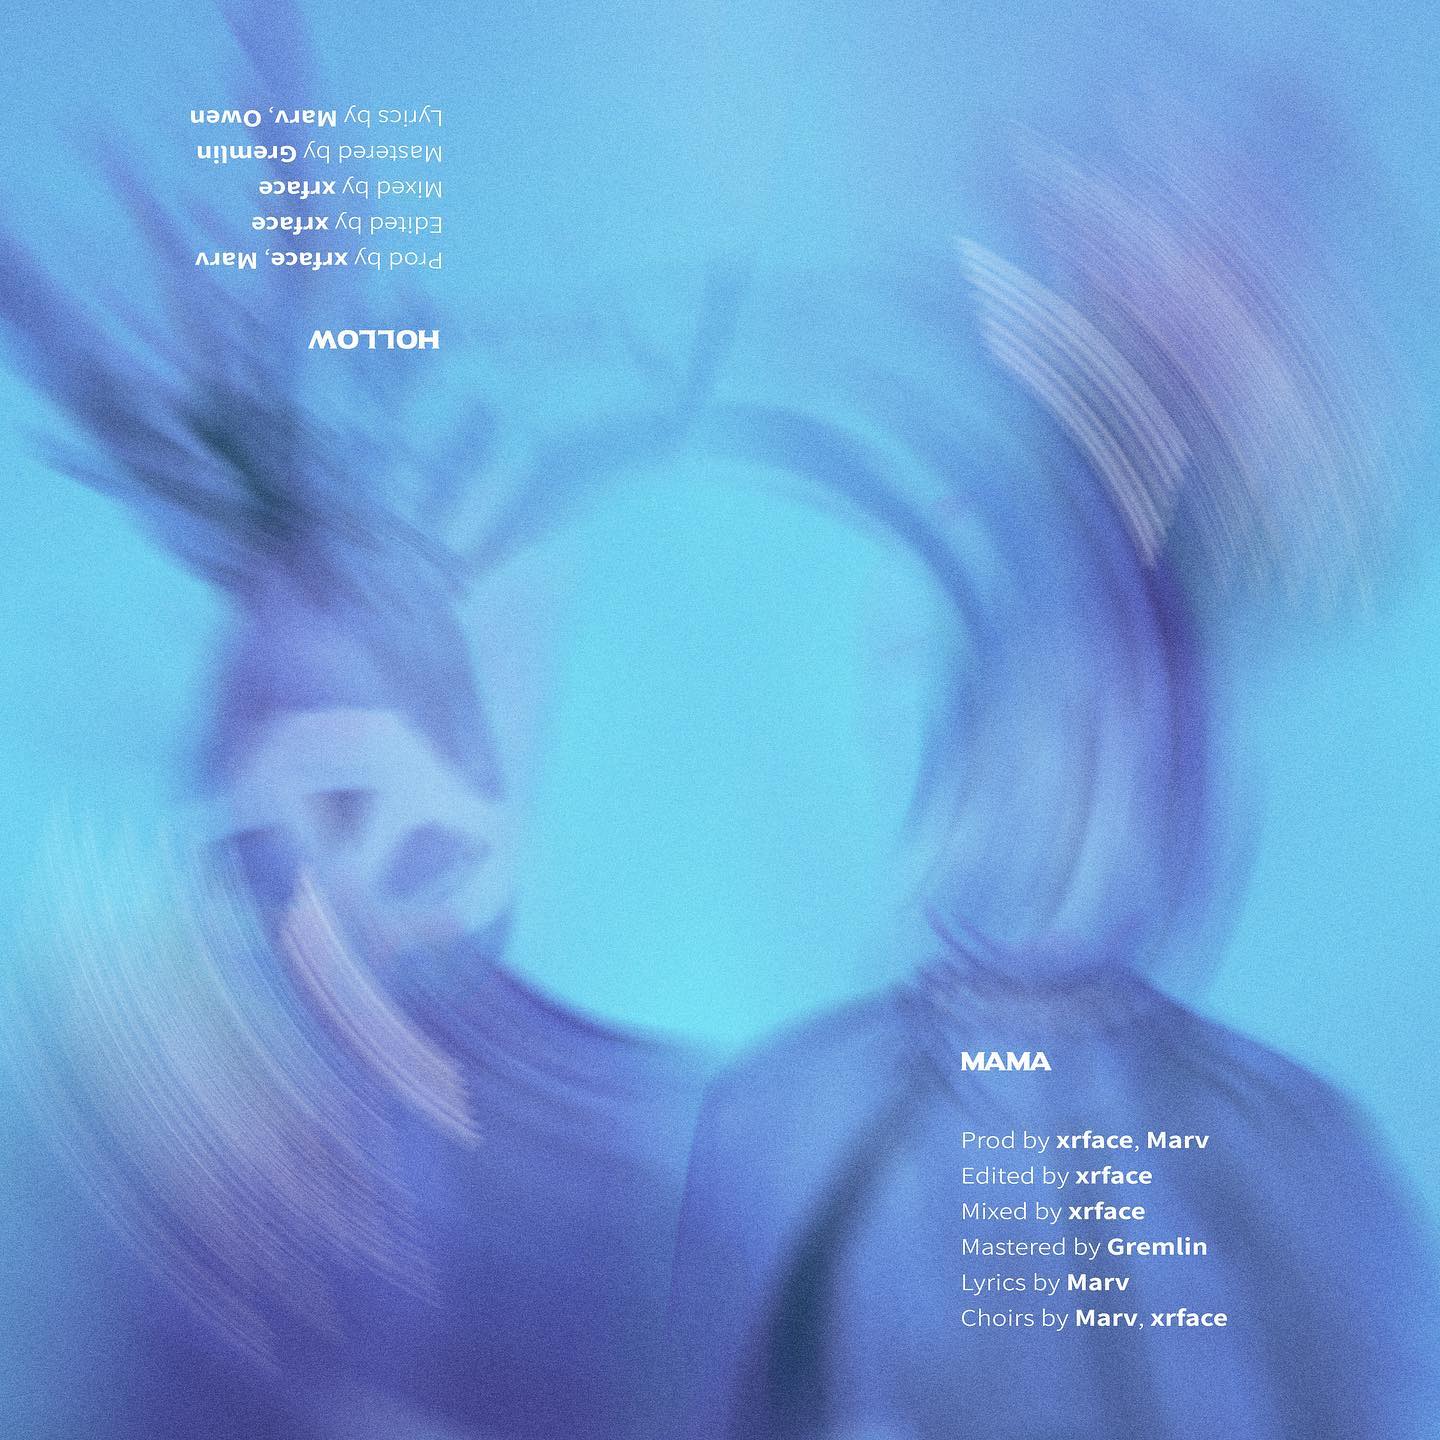 HOLLOW
Prod by xrface, Marv
Edited by xrface
Mixed by xrface
Mastered by Gremlin
Lyrics by Marv, Owen
MAMA
Prod by xrface, Marv
Edited by xrface
Mixed by xrface
Mastered by Gremlin
Lyrics by Marv
Choirs by Marv, xrface